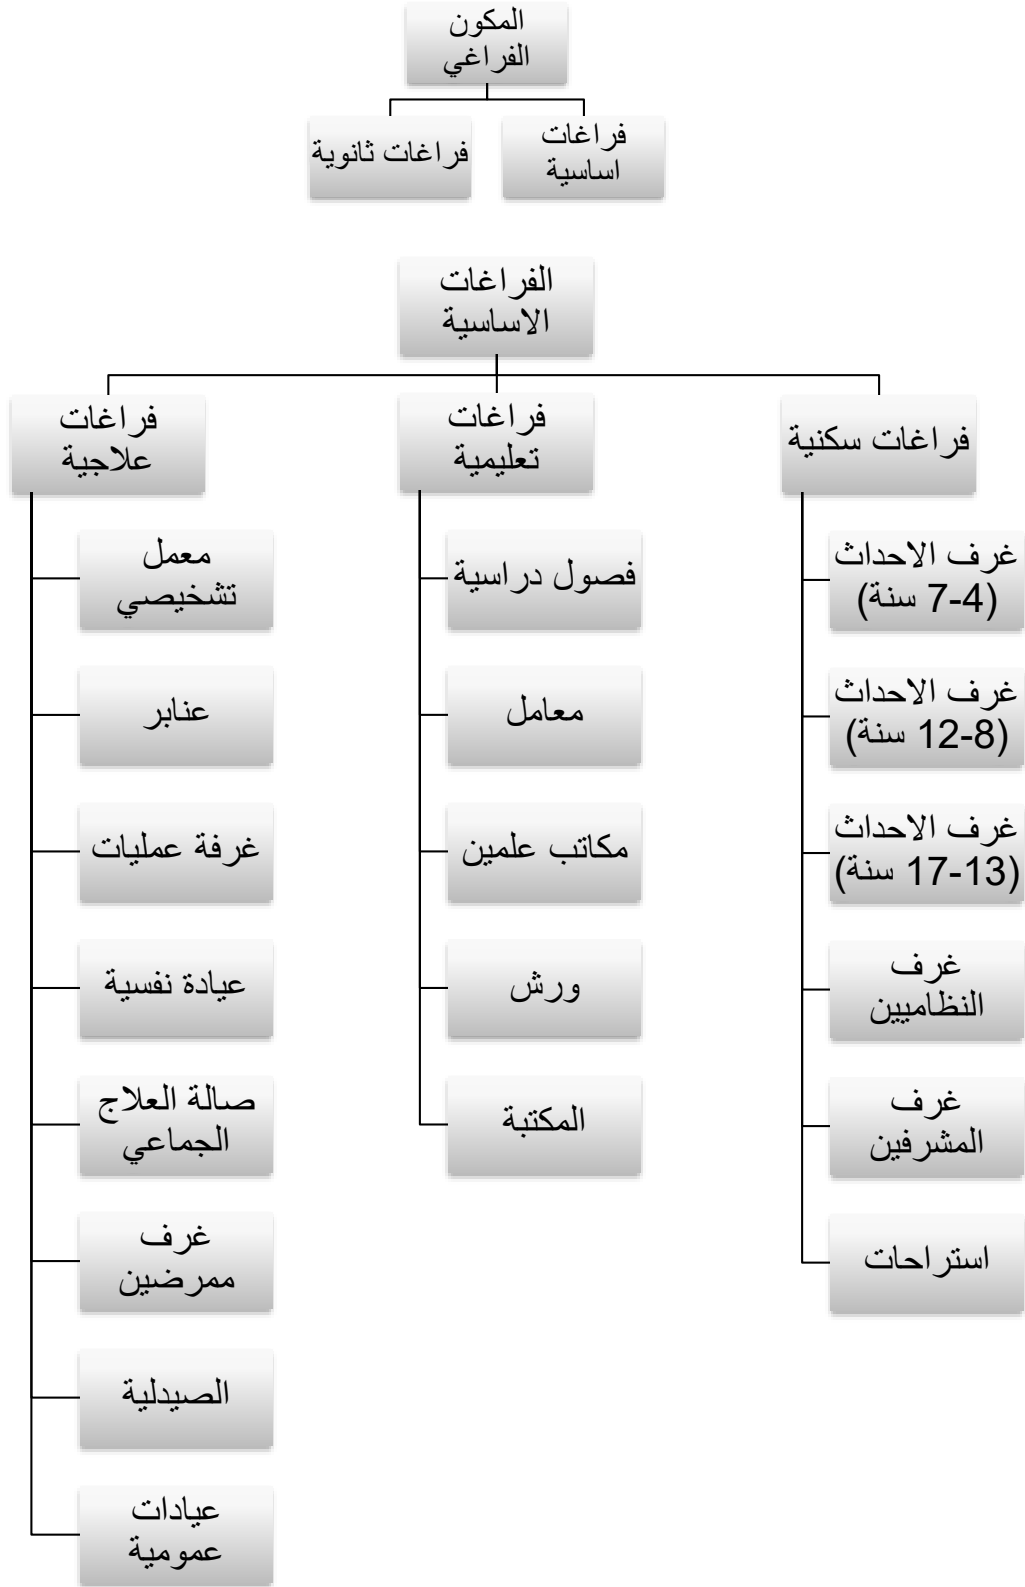 المكون
الفراغي
فراغات
اساسية
فراغات ثانوية
الفراغات
الاساسية
فراغات سكنية
غرف الاحداث
(4-7 سنة)
غرف الاحداث
(8-12 سنة)
غرف الاحداث
(13-17 سنة)
غرف
النظاميين
غرف
المشرفين
استراحات
فراغات
تعليمية
فصول دراسية
معامل
مكاتب علمين
ورش
المكتبة
فراغات
علاجية
معمل
تشخيصي
عنابر
غرفة عمليات
عيادة نفسية
صالة العلاج
الجماعي
غرف
ممرضين
الصيدلية
عيادات
عمومية